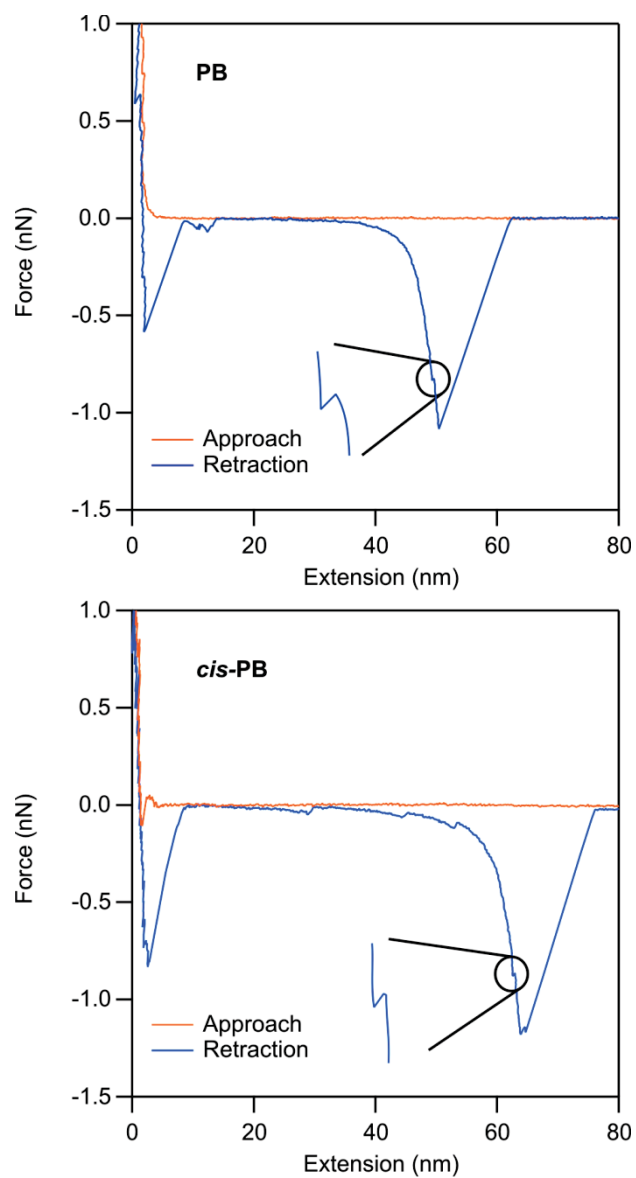 1.0
PB
0.5
0.0
Force (nN)
-0.5
-1.0
Approach
Retraction
-1.5
0 20 40 60 80
Extension (nm)
1.0
cis-PB
0.5
0.0
Force (nN)
-0.5
-1.0
Approach
Retraction
-1.5
0 20 40 60 80
Extension (nm)